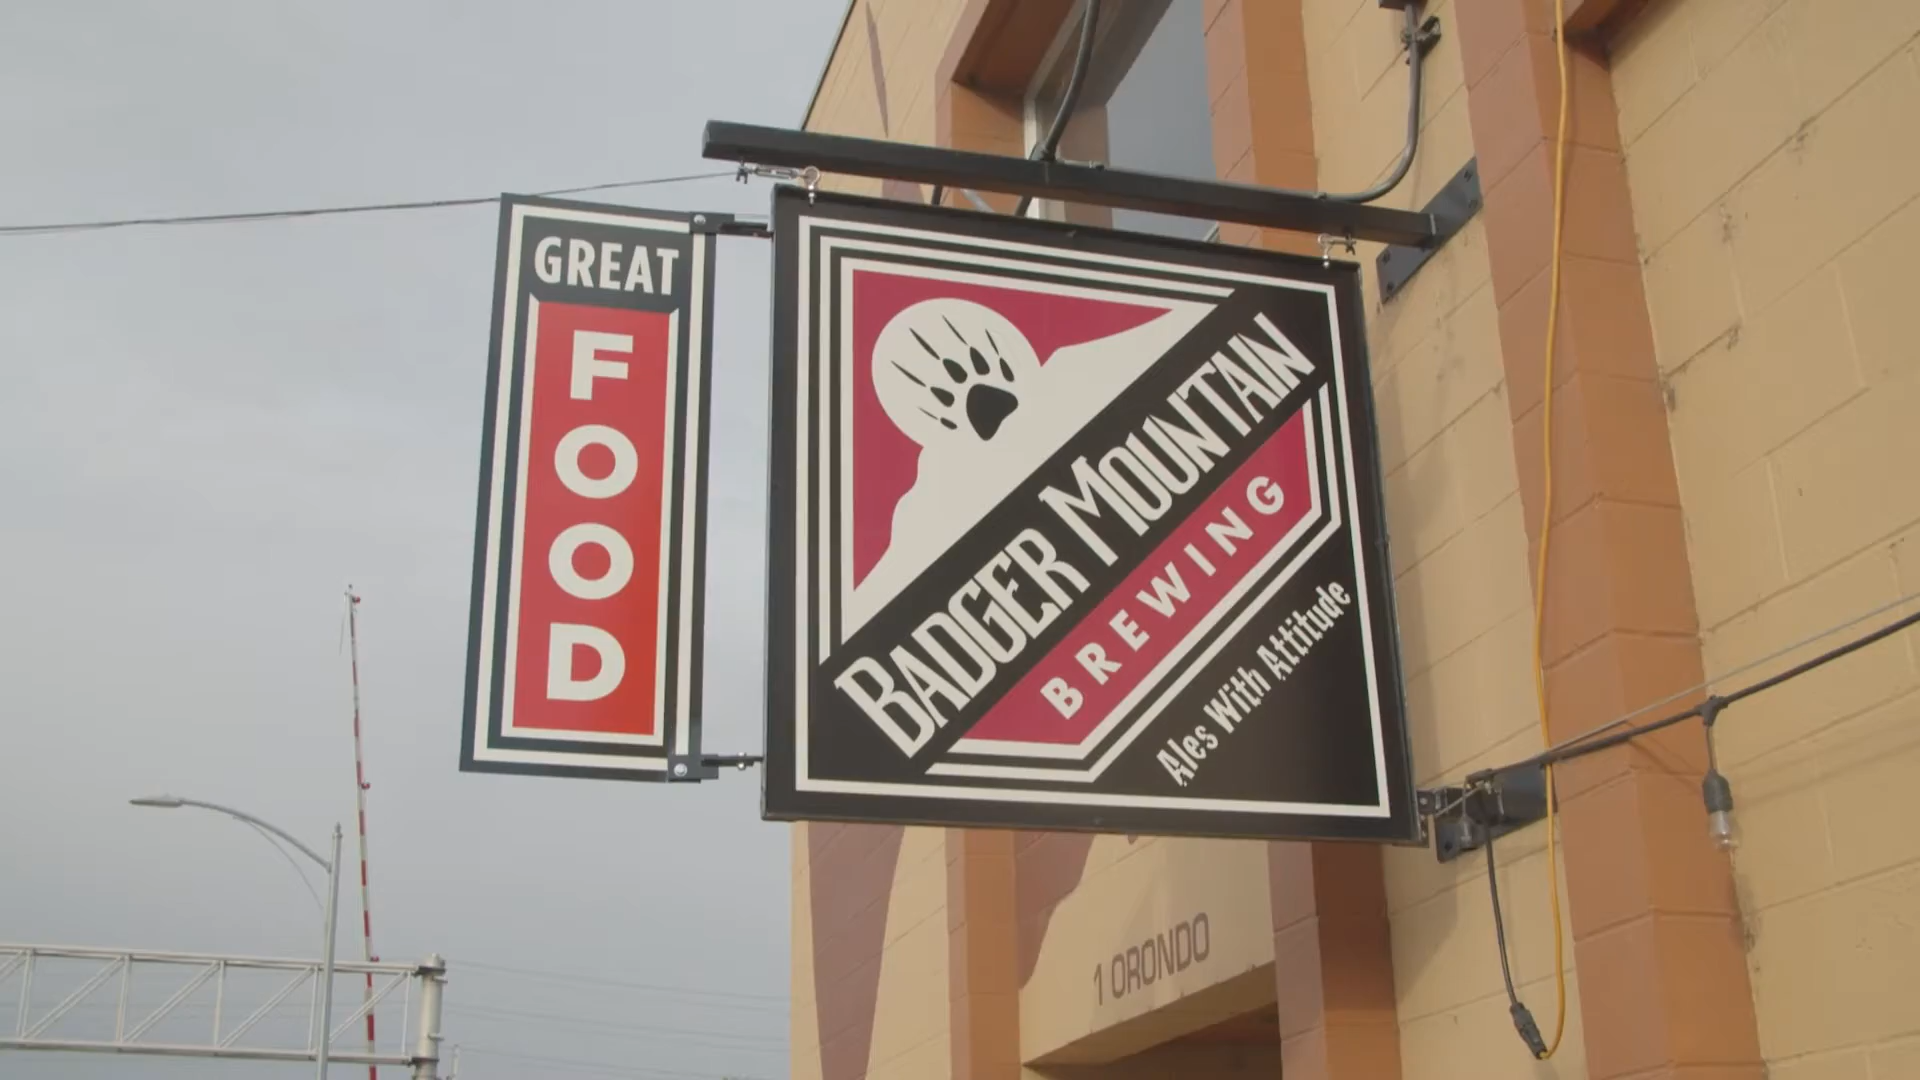 GREAT
FOOD
BADGER MOUNTAIN
BREWING
Ales With Attitude
1 ORONDO